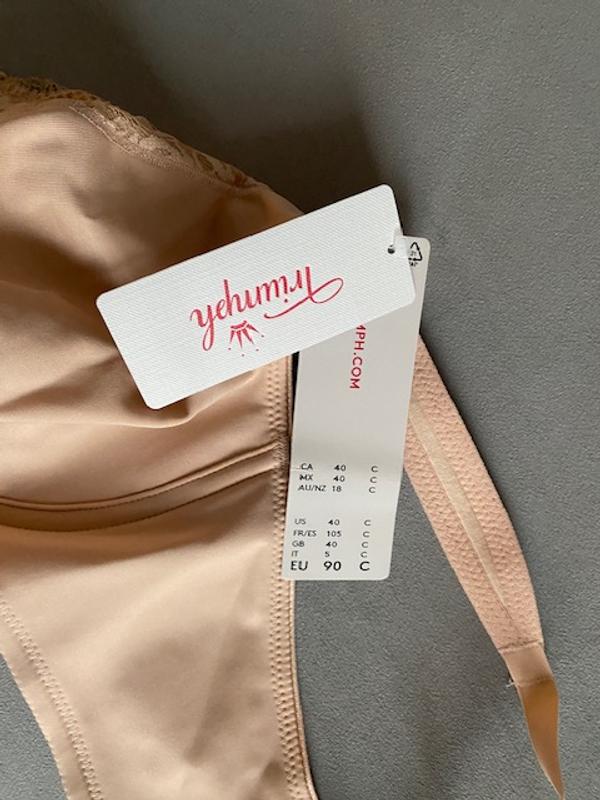 Triumph
MPH.COM
CA 40 C
MX 40 C
AU/NZ 18 C
US 40 C
FR/ES 105 C
GB 40 C
IT 5 C
EU 90 C